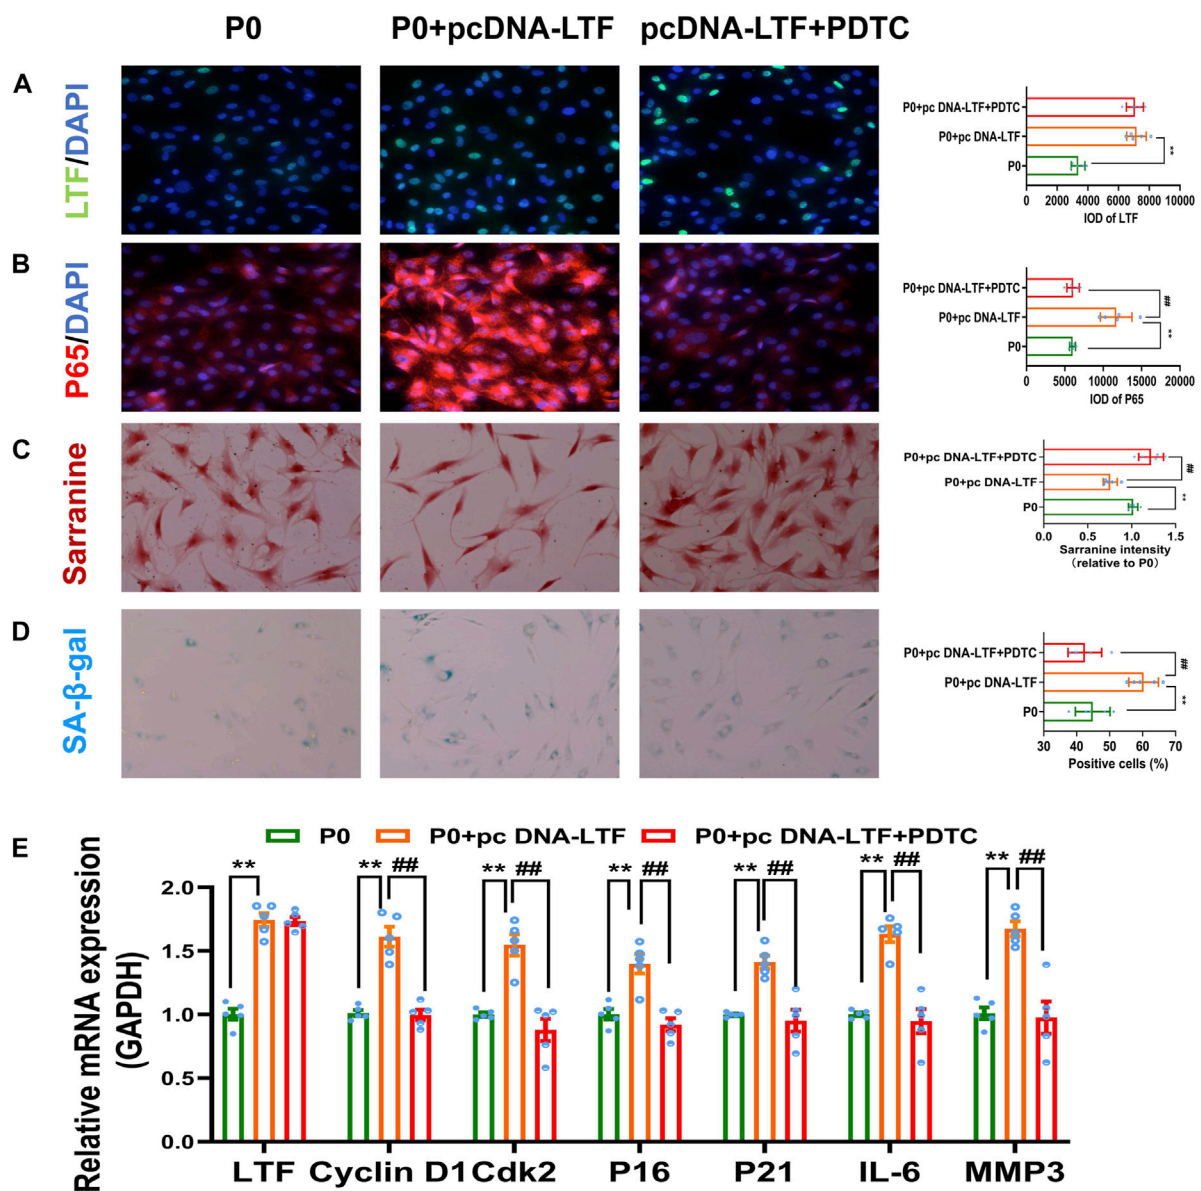 P0 P0+pcDNA-LTF pcDNA-LTF+PDTC
A
LTF/DAPI
P0+pc DNA-LTF+PDTC
P0+pc DNA-LTF
P0
**
0 2000 4000 6000 8000 10000
IOD of LTF
B
P65/DAPI
P0+pc DNA-LTF+PDTC
P0+pc DNA-LTF
P0
##
**
0 5000 10000 15000 20000
IOD of P65
C
Sarranine
P0+pc DNA-LTF+PDTC
P0+pc DNA-LTF
P0
##
**
0.0 0.5 1.0 1.5
Sarranine intensity
(relative to P0)
D
SA-β-gal
P0+pc DNA-LTF+PDTC
P0+pc DNA-LTF
P0
##
**
30 40 50 60 70
Positive cells (%)
E
P0 P0+pc DNA-LTF P0+pc DNA-LTF+PDTC
Relative mRNA expression
(GAPDH)
** ** ## ** ## ** ## ** ## ** ## ** ##
2.0
1.5
1.0
0.5
0.0
LTF Cyclin D1 Cdk2 P16 P21 IL-6 MMP3